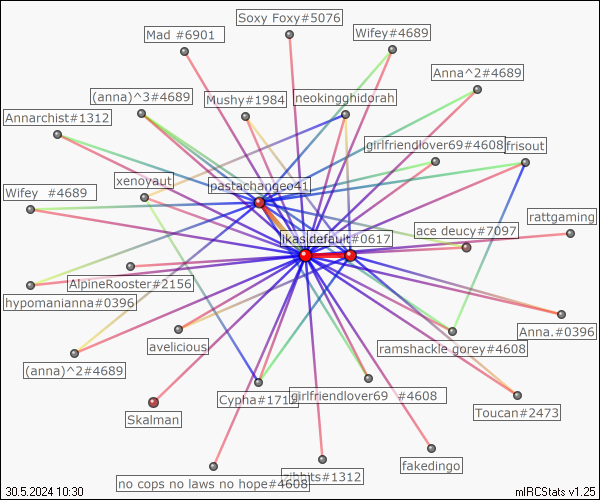 Soxy Foxy#5076
Mad #6901
Wifey#4689
Anna^2#4689
(anna)^3#4689
Mushy#1984
neokingghidorah
Annarchist#1312
girlfriendlover69#4608
frisout
xenoyaut
pastachangeo41
Wifey #4689
rattgaming
ace deucy#7097
jkasi
default#0617
AlpineRooster#2156
hypomanianna#0396
Anna.#0396
avelicious
ramshackle gorey#4608
(anna)^2#4689
Cypha#171
girlfriendlover69 #4608
Skalman
Toucan#2473
fakedingo
#1312
no cops no laws no hope#4608
30.5.2024 10:30
mIRCStats v1.25